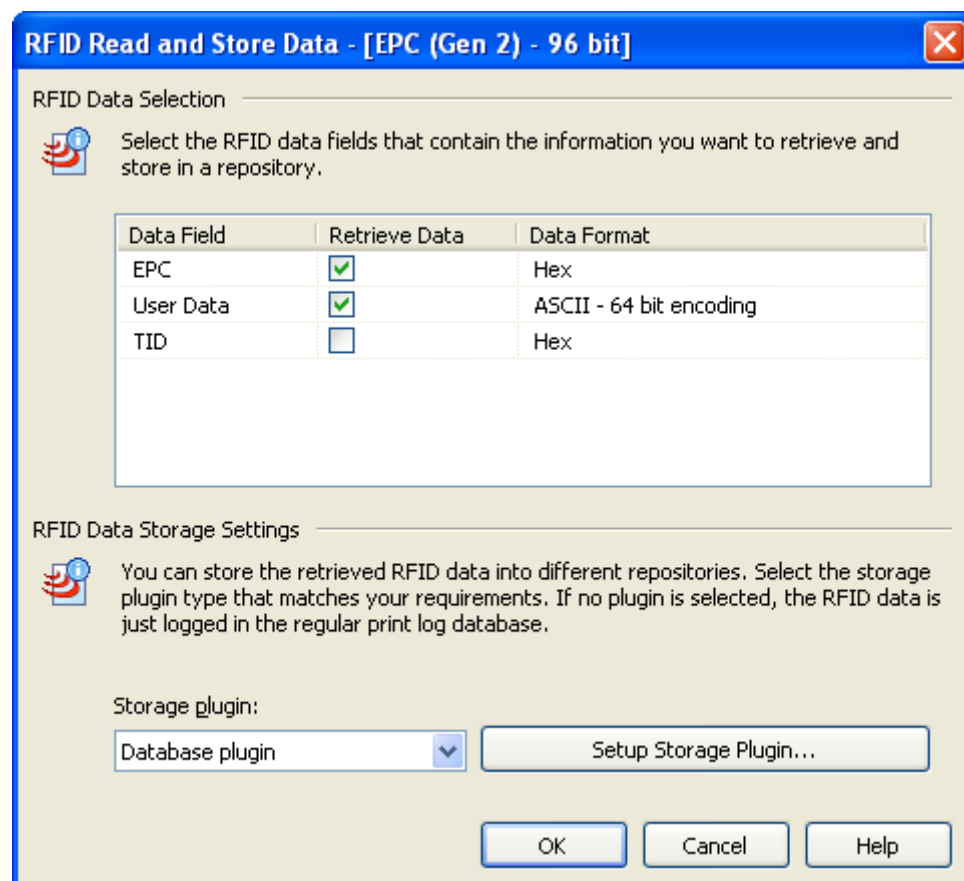 RFID Read and Store Data - [EPC (Gen 2) - 96 bit]
RFID Data Selection
Select the RFID data fields that contain the information you want to retrieve and
store in a repository.
Data Field Retrieve Data Data Format
EPC Hex
User Data ASCII - 64 bit encoding
TID Hex
RFID Data Storage Settings
You can store the retrieved RFID data into different repositories. Select the storage
plugin type that matches your requirements. If no plugin is selected, the RFID data is
just logged in the regular print log database.
Storage plugin:
Database plugin Setup Storage Plugin...
OK Cancel Help